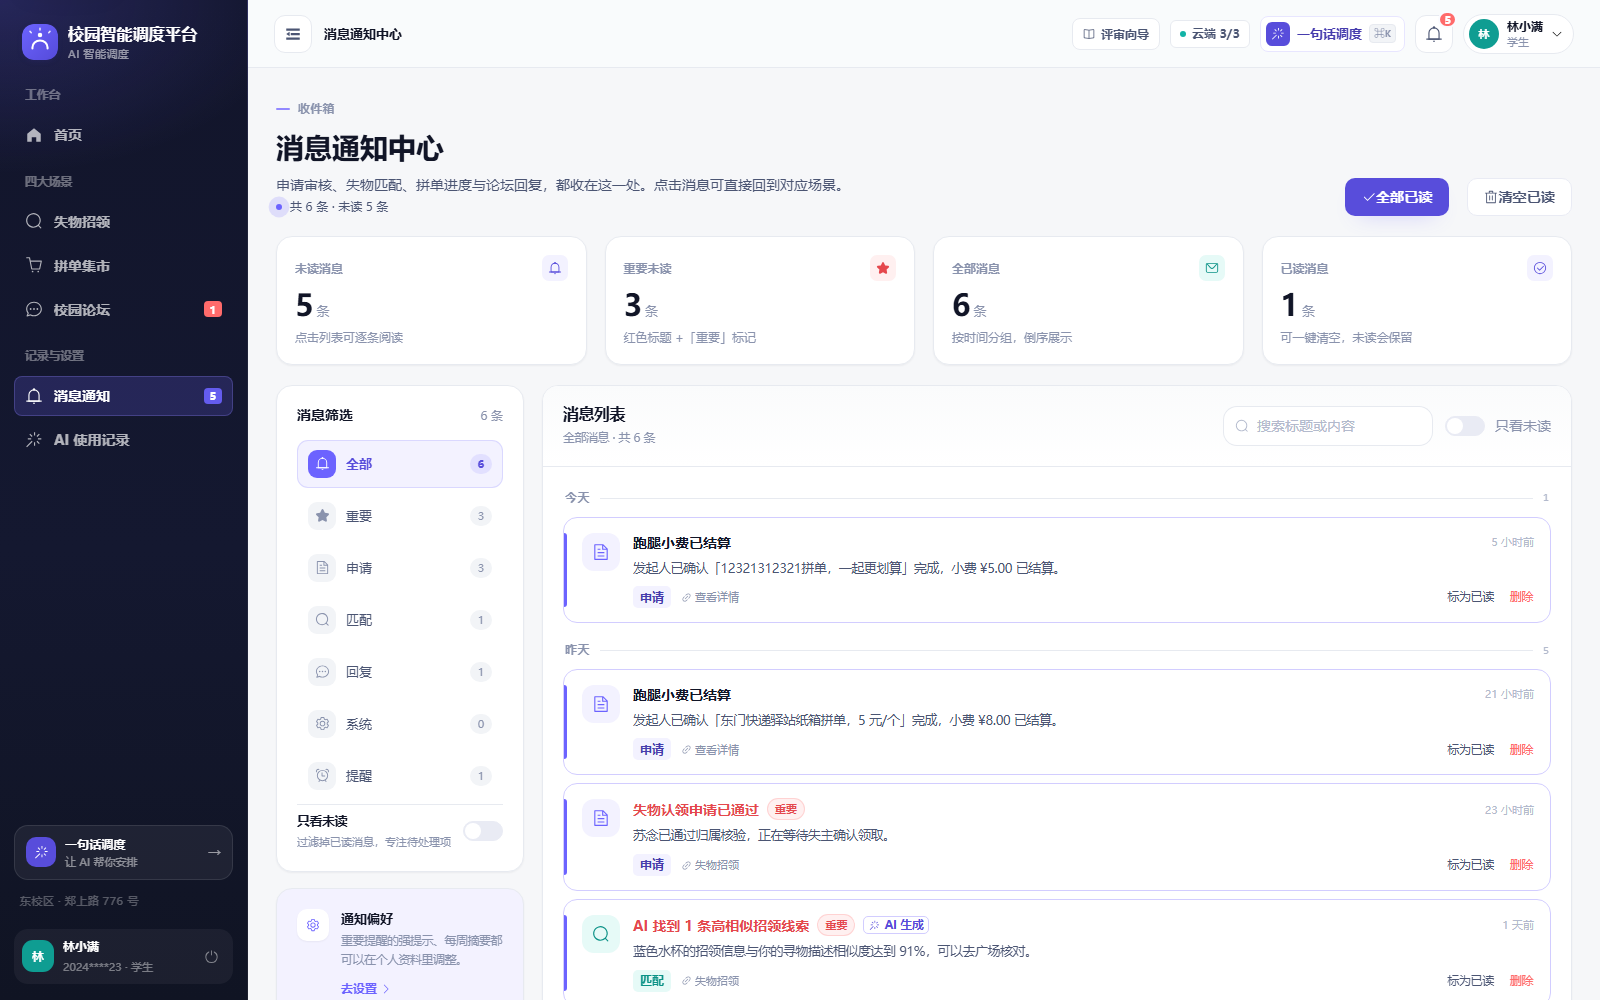 校园智能调度平台
AI 智能调度
工作台
首页
四大场景
失物招领
拼单集市
校园论坛
1
记录与设置
消息通知
5
AI 使用记录
一句话调度
让 AI 帮你安排
东校区 · 郑上路 776 号
林
林小满
2024****23 · 学生
消息通知中心
评审向导
云端 3/3
一句话调度
⌘K
5
林
林小满
学生
收件箱
消息通知中心
申请审核、失物匹配、拼单进度与论坛回复，都收在这一处。点击消息可直接回到对应场景。
共 6 条 · 未读 5 条
全部已读
清空已读
未读消息
5 条
点击列表可逐条阅读
重要未读
3 条
红色标题 +「重要」标记
全部消息
6 条
按时间分组，倒序展示
已读消息
1 条
可一键清空，未读会保留
消息筛选
6 条
全部
6
重要
3
申请
3
匹配
1
回复
1
系统
0
提醒
1
只看未读
过滤掉已读消息，专注待处理项
通知偏好
重要提醒的强提示、每周摘要都可以在个人资料里调整。
去设置
消息列表
全部消息 · 共 6 条
搜索标题或内容
只看未读
今天
1
跑腿小费已结算
5 小时前
发起人已确认「12321312321拼单，一起更划算」完成，小费 ¥5.00 已结算。
申请
查看详情
标为已读
删除
昨天
5
跑腿小费已结算
21 小时前
发起人已确认「东门快递驿站纸箱拼单，5 元/个」完成，小费 ¥8.00 已结算。
申请
查看详情
标为已读
删除
失物认领申请已通过
重要
23 小时前
苏念已通过归属核验，正在等待失主确认领取。
申请
失物招领
标为已读
删除
AI 找到 1 条高相似招领线索
重要
AI 生成
1 天前
蓝色水杯的招领信息与你的寻物描述相似度达到 91%，可以去广场核对。
匹配
失物招领
标为已读
删除